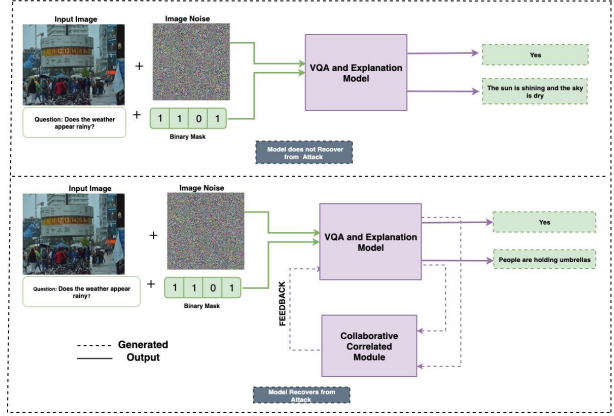 Input Image
Image Noise
+
VQA and Explanation
Model
Yes
The sun is shining and the sky
is dry
Question: Does the weather
appear rainy?
+
1 1 0 1
Binary Mask
Model does not Recover
from Attack
Input Image
Image Noise
+
VQA and Explanation
Model
Yes
People are holding umbrellas
Question: Does the weather appear
rainy?
+
1 1 0 1
Binary Mask
FEEDBACK
Collaborative
Correlated
Module
Generated
Output
Model Recovers from
Attack